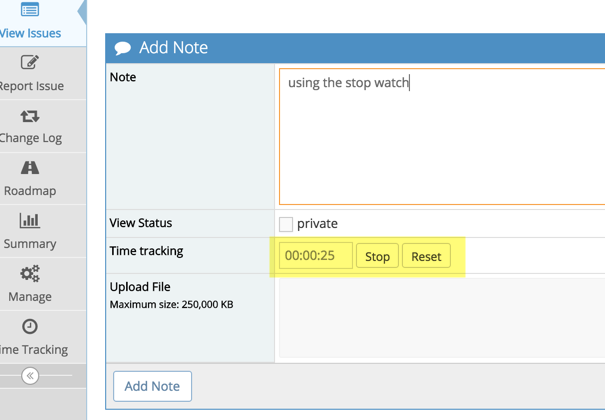 View Issues
Report Issue
Change Log
Roadmap
Summary
Manage
Time Tracking
Add Note
Note
using the stop watch
View Status
private
Time tracking
00:00:25
Stop
Reset
Upload File
Maximum size: 250,000 KB
Add Note